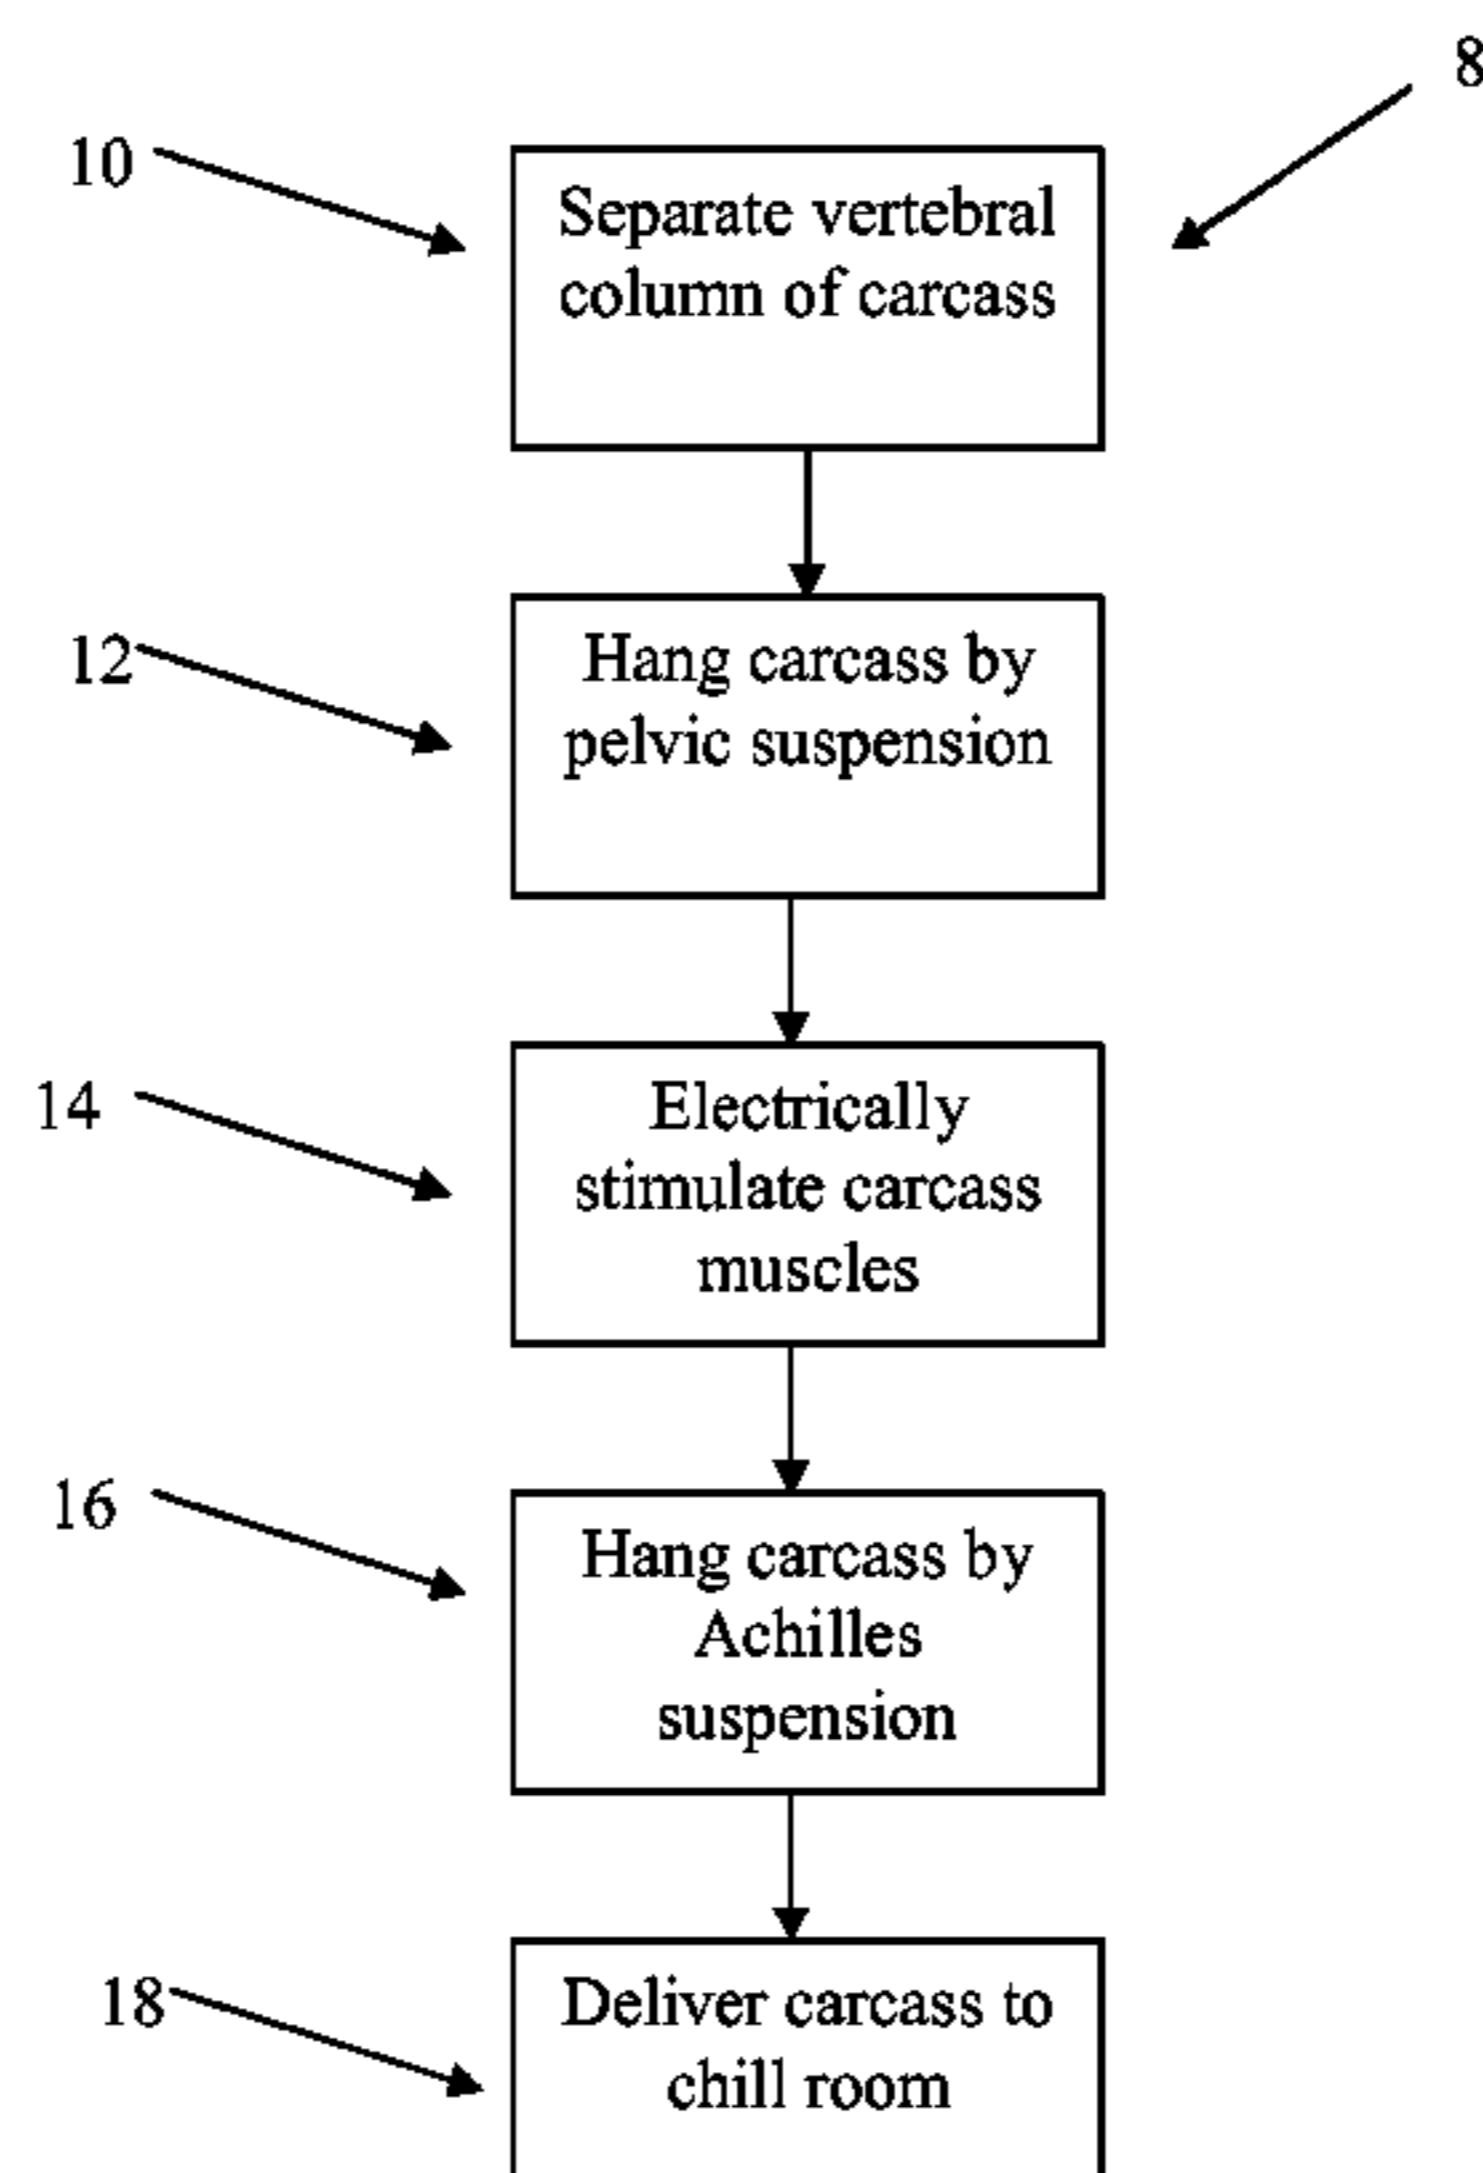 8
10
Separate vertebral
column of carcass
12
Hang carcass by
pelvic suspension
14
Electrically
stimulate carcass
muscles
16
Hang carcass by
Achilles
suspension
18
Deliver carcass to
chill room